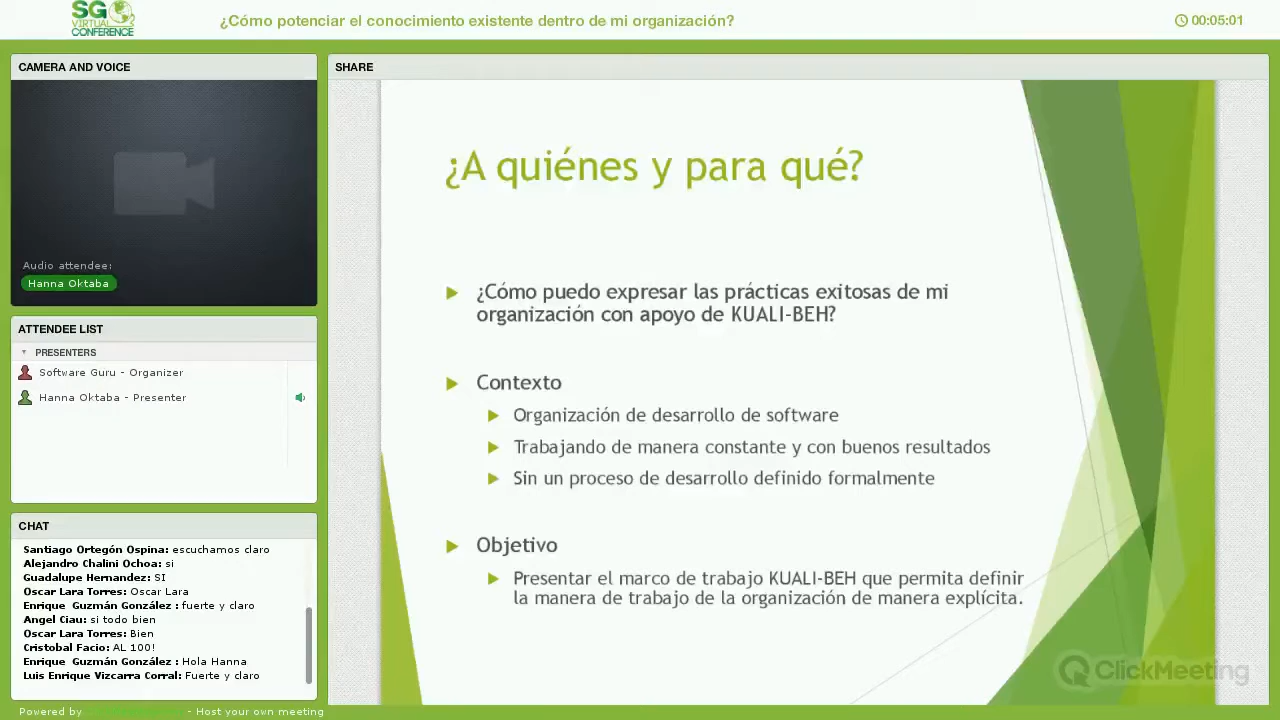 SG
VIRTUAL
CONFERENCE
¿Cómo potenciar el conocimiento existente dentro de mi organización?
00:05:01
CAMERA AND VOICE
Audio attendee:
Hanna Oktaba
ATTENDEE LIST
PRESENTERS
Software Guru - Organizer
Hanna Oktaba - Presenter
CHAT
Santiago Ortegón Ospina: escuchamos claro
Alejandro Chalini Ochoa: si
Guadalupe Hernandez: SI
Oscar Lara Torres: Oscar Lara
Enrique Guzmán González : fuerte y claro
Angel Ciau: si todo bien
Oscar Lara Torres: Bien
Cristobal Facio: AL 100!
Enrique Guzmán González : Hola Hanna
Luis Enrique Vizcarra Corral: Fuerte y claro
Powered by - Host your own meeting
SHARE
¿A quiénes y para qué?
¿Cómo puedo expresar las prácticas exitosas de mi
organización con apoyo de KUALI-BEH?
Contexto
Organización de desarrollo de software
Trabajando de manera constante y con buenos resultados
Sin un proceso de desarrollo definido formalmente
Objetivo
Presentar el marco de trabajo KUALI-BEH que permita definir
la manera de trabajo de la organización de manera explícita.
ClickMeeting